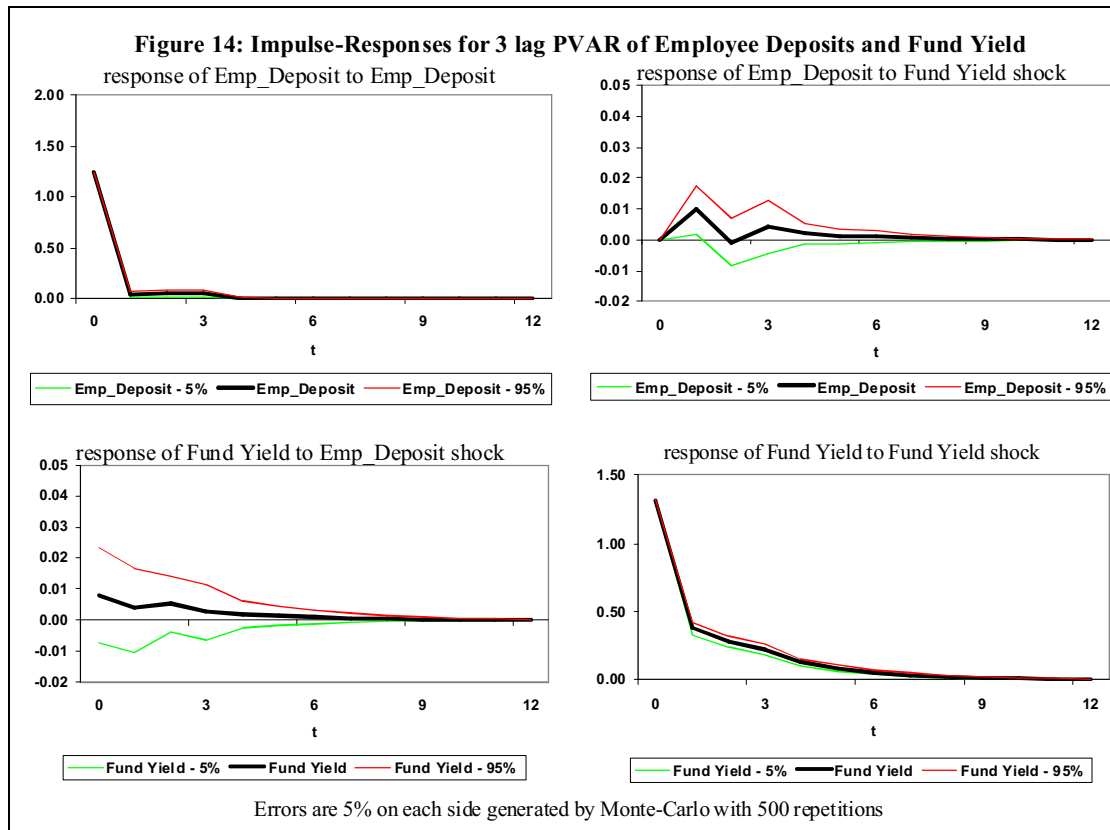 Figure 14: Impulse-Responses for 3 lag PVAR of Employee Deposits and Fund Yield
response of Emp_Deposit to Emp_Deposit
2.00
1.50
1.00
0.50
0.00
0 3 6 9 12
t
Emp_Deposit - 5% Emp_Deposit Emp_Deposit - 95%
response of Emp_Deposit to Fund Yield shock
0.05
0.04
0.03
0.02
0.01
0.00
-0.01
-0.02
0 3 6 9 12
t
Emp_Deposit - 5% Emp_Deposit Emp_Deposit - 95%
response of Fund Yield to Emp_Deposit shock
0.05
0.04
0.03
0.02
0.01
0.00
-0.01
-0.02
0 3 6 9 12
t
Fund Yield - 5% Fund Yield Fund Yield - 95%
response of Fund Yield to Fund Yield shock
1.50
1.00
0.50
0.00
0 3 6 9 12
t
Fund Yield - 5% Fund Yield Fund Yield - 95%
Errors are 5% on each side generated by Monte-Carlo with 500 repetitions